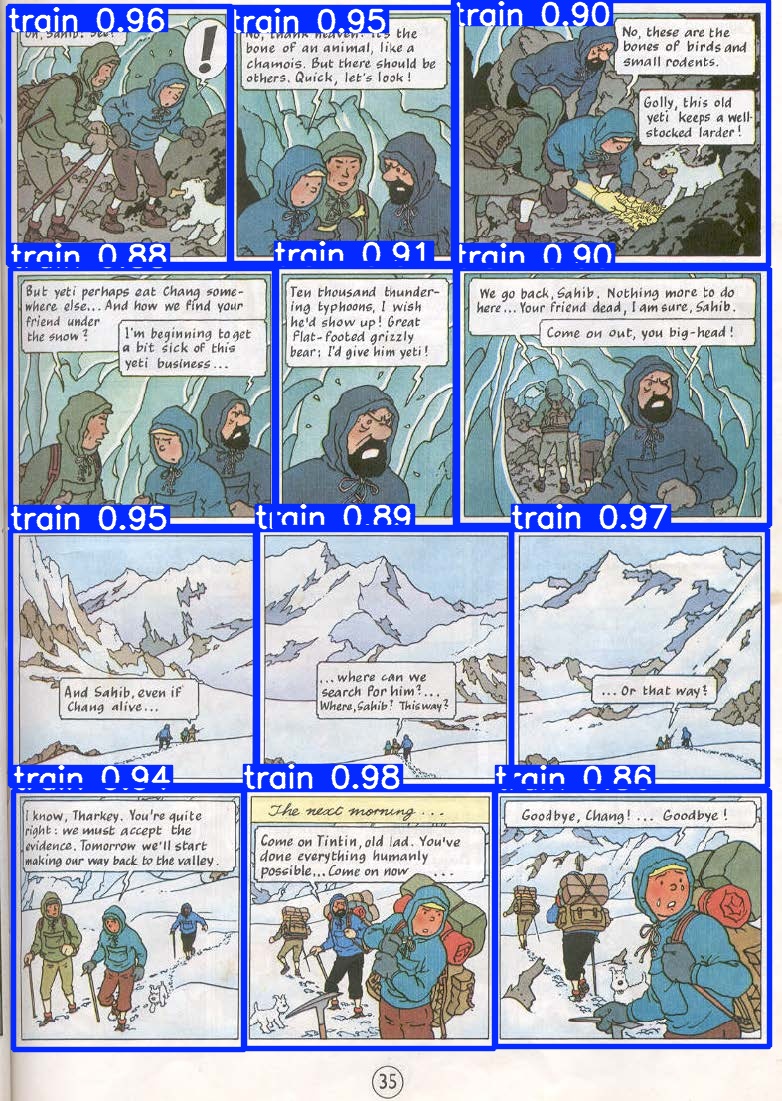 train 0.96
Oh, Sahib. See!
!
train 0.95
No, thank heaven! It's the
bone of an animal, like a
chamois. But there should be
others. Quick, let's look!
train 0.90
No, these are the
bones of birds and
small rodents.
Golly, this old
yeti keeps a well-
stocked larder!
train 0.88
But yeti perhaps eat Chang some-
where else... And how we find your
friend under
the snow?
I'm beginning to get
a bit sick of this
yeti business...
train 0.91
Ten thousand thunder-
ing typhoons, I wish
he'd show up! Great
flat-footed grizzly
bear: I'd give him yeti!
train 0.90
We go back, Sahib. Nothing more to do
here... Your friend dead, I am sure, Sahib.
Come on out, you big-head!
train 0.95
And Sahib, even if
Chang alive...
train 0.89
...where can we
search for him?...
Where, Sahib? This way?
train 0.97
... Or that way?
train 0.94
I know, Tharkey. You're quite
right: we must accept the
evidence. Tomorrow we'll start
making our way back to the valley.
train 0.98
The next morning ...
Come on Tintin, old lad. You've
done everything humanly
possible... Come on now ....
train 0.86
Goodbye, Chang! ... Goodbye!
35